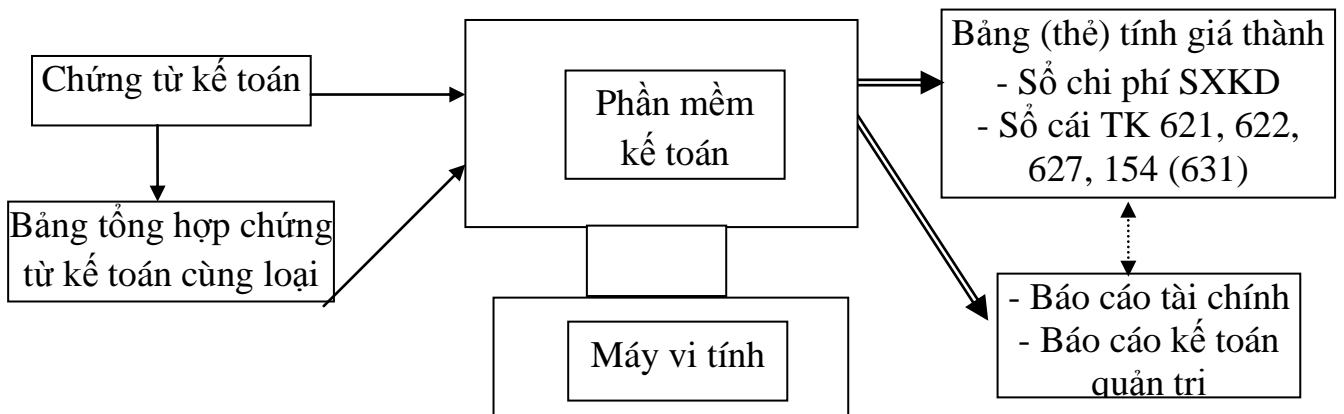 Chứng từ kế toán
Bảng tổng hợp chứng
từ kế toán cùng loại
Phần mềm
kế toán
Máy vi tính
Bảng (thẻ) tính giá thành
- Sổ chi phí SXKD
- Sổ cái TK 621, 622,
627, 154 (631)
- Báo cáo tài chính
- Báo cáo kế toán
quản trị